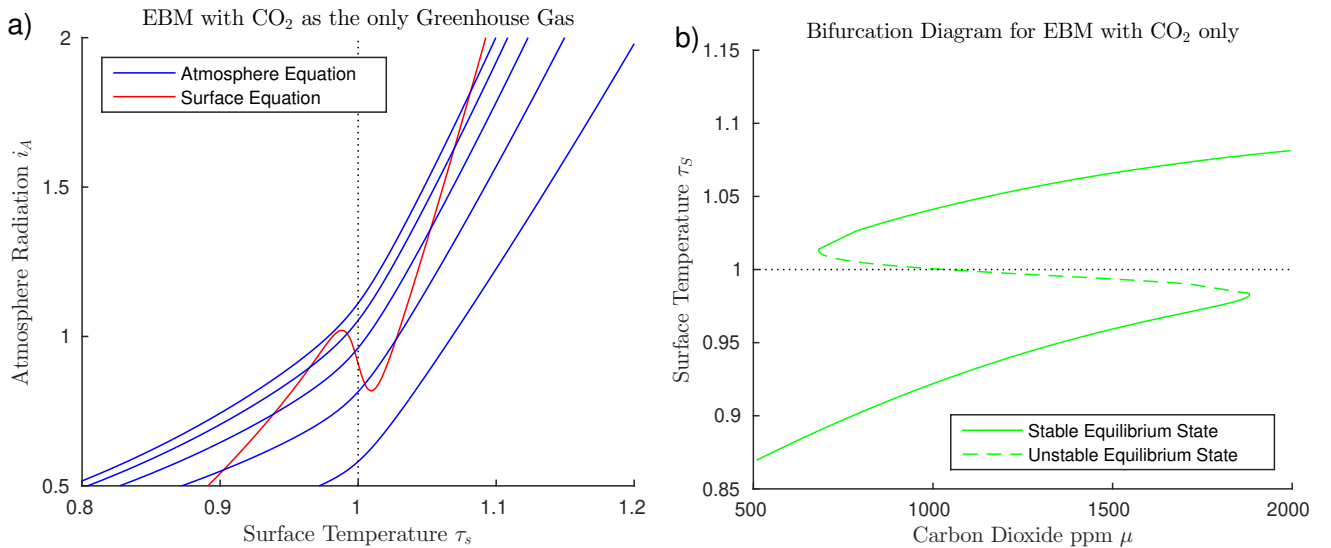 a)
EBM with CO₂ as the only Greenhouse Gas
Atmosphere Equation
Surface Equation
Atmosphere Radiation i_A
2
1.5
1
0.5
0.8
0.9
1
1.1
1.2
Surface Temperature τ_s
b)
Bifurcation Diagram for EBM with CO₂ only
Surface Temperature τ_S
1.15
1.1
1.05
1
0.95
0.9
0.85
Stable Equilibrium State
Unstable Equilibrium State
500
1000
1500
2000
Carbon Dioxide ppm μ